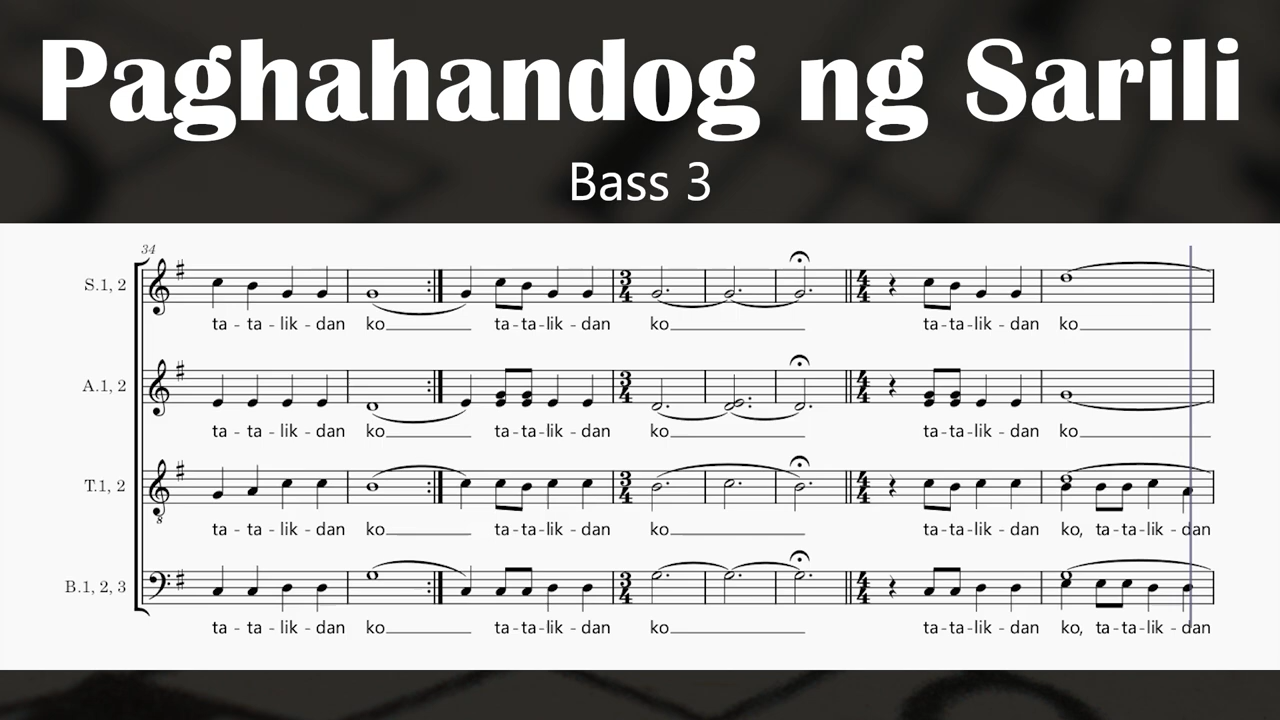 Paghahandog ng Sarili
Bass 3
34
S.1, 2
ta - ta - lik - dan ko ta - ta - lik - dan ko ta - ta - lik - dan ko
A.1, 2
ta - ta - lik - dan ko ta - ta - lik - dan ko ta - ta - lik - dan ko
T.1, 2
ta - ta - lik - dan ko ta - ta - lik - dan ko ta - ta - lik - dan ko, ta - ta - lik - dan
B.1, 2, 3
ta - ta - lik - dan ko ta - ta - lik - dan ko ta - ta - lik - dan ko, ta - ta - lik - dan